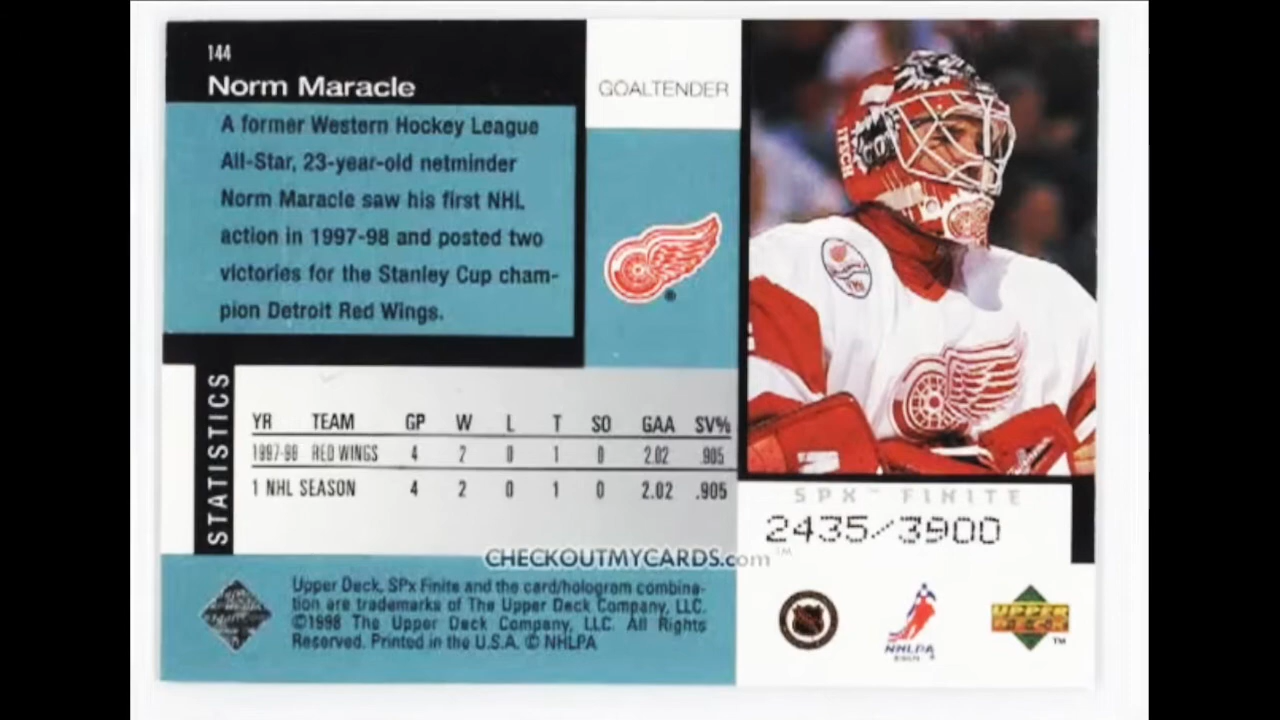 144
Norm Maracle
GOALTENDER
A former Western Hockey League
All-Star, 23-year-old netminder
Norm Maracle saw his first NHL
action in 1997-98 and posted two
victories for the Stanley Cup cham-
pion Detroit Red Wings.
ITECH
STATISTICS
YR TEAM GP W L T SO GAA SV%
1997-98 RED WINGS 4 2 0 1 0 2.02 .905
1 NHL SEASON 4 2 0 1 0 2.02 .905
SPX™ FINITE
2435/3900
CHECKOUTMYCARDS.com™
Upper Deck, SPx Finite and the card/hologram combina-
tion are trademarks of The Upper Deck Company, LLC.
©1998 The Upper Deck Company, LLC. All Rights
Reserved. Printed in the U.S.A. © NHLPA
NHLPA
UPPER
DECK
™